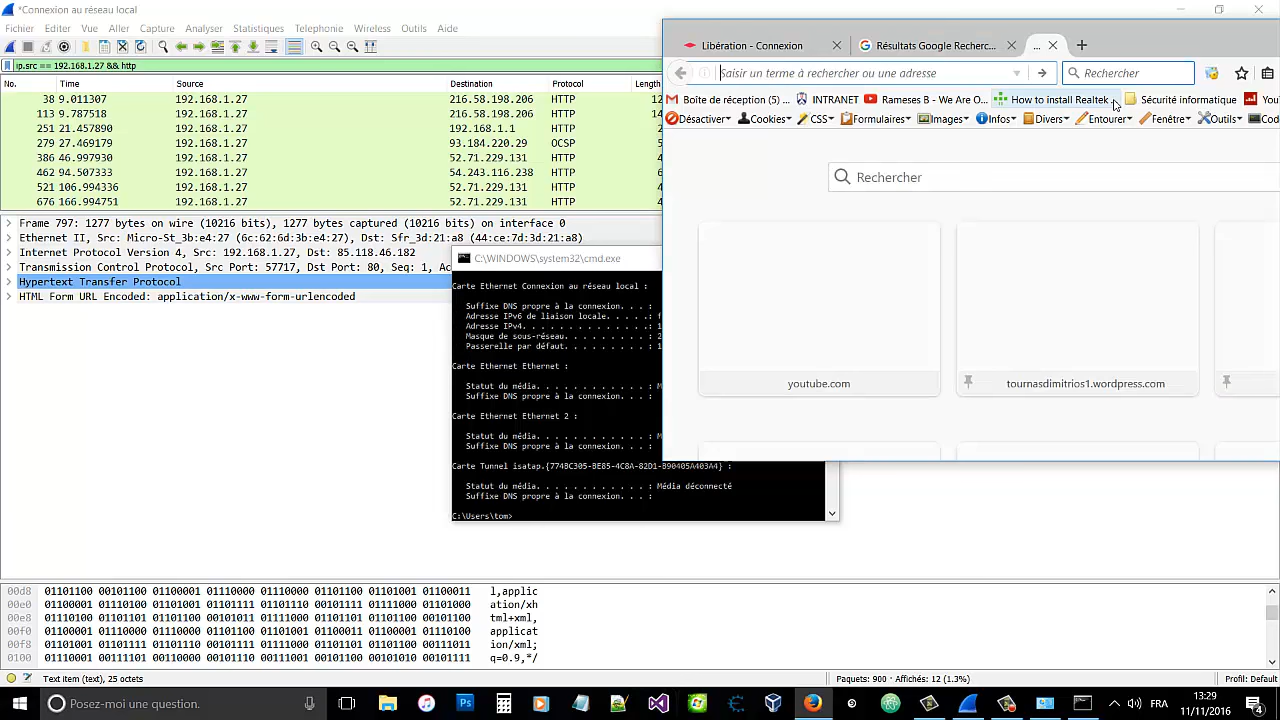 *Connexion au réseau local
Fichier Editer Vue Aller Capture Analyser Statistiques Telephonie Wireless Outils Aide
ip.src == 192.168.1.27 && http
No. Time Source Destination Protocol Length
38 9.011307 192.168.1.27 216.58.198.206 HTTP 12
113 9.787518 192.168.1.27 216.58.198.206 HTTP 14
251 21.457890 192.168.1.27 192.168.1.1 HTTP 2
279 27.469179 192.168.1.27 93.184.220.29 OCSP 2
386 46.997930 192.168.1.27 52.71.229.131 HTTP 4
462 94.507333 192.168.1.27 54.243.116.238 HTTP 4
521 106.994336 192.168.1.27 52.71.229.131 HTTP 4
676 166.994751 192.168.1.27 52.71.229.131 HTTP 4
Frame 797: 1277 bytes on wire (10216 bits), 1277 bytes captured (10216 bits) on interface 0
Ethernet II, Src: Micro-St_3b:e4:27 (6c:62:6d:3b:e4:27), Dst: Sfr_3d:21:a8 (44:ce:7d:3d:21:a8)
Internet Protocol Version 4, Src: 192.168.1.27, Dst: 85.118.46.182
Transmission Control Protocol, Src Port: 57717, Dst Port: 80, Seq: 1, Ac
Hypertext Transfer Protocol
HTML Form URL Encoded: application/x-www-form-urlencoded
Libération - Connexion
Résultats Google Recherc...
...
Saisir un terme à rechercher ou une adresse
Rechercher
Boîte de réception (5) ... INTRANET Rameses B - We Are O... How to install Realtek Sécurité informatique You
Désactiver Cookies CSS Formulaires Images Infos Divers Entourer Fenêtre Outils Cod
Rechercher
youtube.com
tournasdimitrios1.wordpress.com
C:\WINDOWS\system32\cmd.exe
Carte Ethernet Connexion au réseau local :
Suffixe DNS propre à la connexion. . . :
Adresse IPv6 de liaison locale. . . . .: f
Adresse IPv4. . . . . . . . . . . . . .: 1
Masque de sous-réseau. . . . . . . . . : 2
Passerelle par défaut. . . . . . . . . : 1
Carte Ethernet Ethernet :
Statut du média. . . . . . . . . . . . : M
Suffixe DNS propre à la connexion. . . :
Carte Ethernet Ethernet 2 :
Statut du média. . . . . . . . . . . . : M
Suffixe DNS propre à la connexion. . . :
Carte Tunnel isatap.{774BC305-BE85-4C8A-82D1-B90405A403A4} :
Statut du média. . . . . . . . . . . . : Média déconnecté
Suffixe DNS propre à la connexion. . . :
C:\Users\tom>
00d8 01101100 00101100 01100001 01110000 01110000 01101100 01101001 01100011 l,applic
00e0 01100001 01110100 01101001 01101111 01101110 00101111 01111000 01101000 ation/xh
00e8 01110100 01101101 01101100 00101011 01111000 01101101 01101100 00101100 tml+xml,
00f0 01100001 01110000 01110000 01101100 01101001 01100011 01100001 01110100 applicat
00f8 01101001 01101111 01101110 00101111 01111000 01101101 01101100 00111011 ion/xml;
0100 01110001 00111101 00110000 00101110 00111001 00101100 00101010 00101111 q=0.9,*/
Text item (text), 25 octets
Paquets: 900 · Affichés: 12 (1.3%)
Profil: Default
Posez-moi une question.
FRA
13:29
11/11/2016